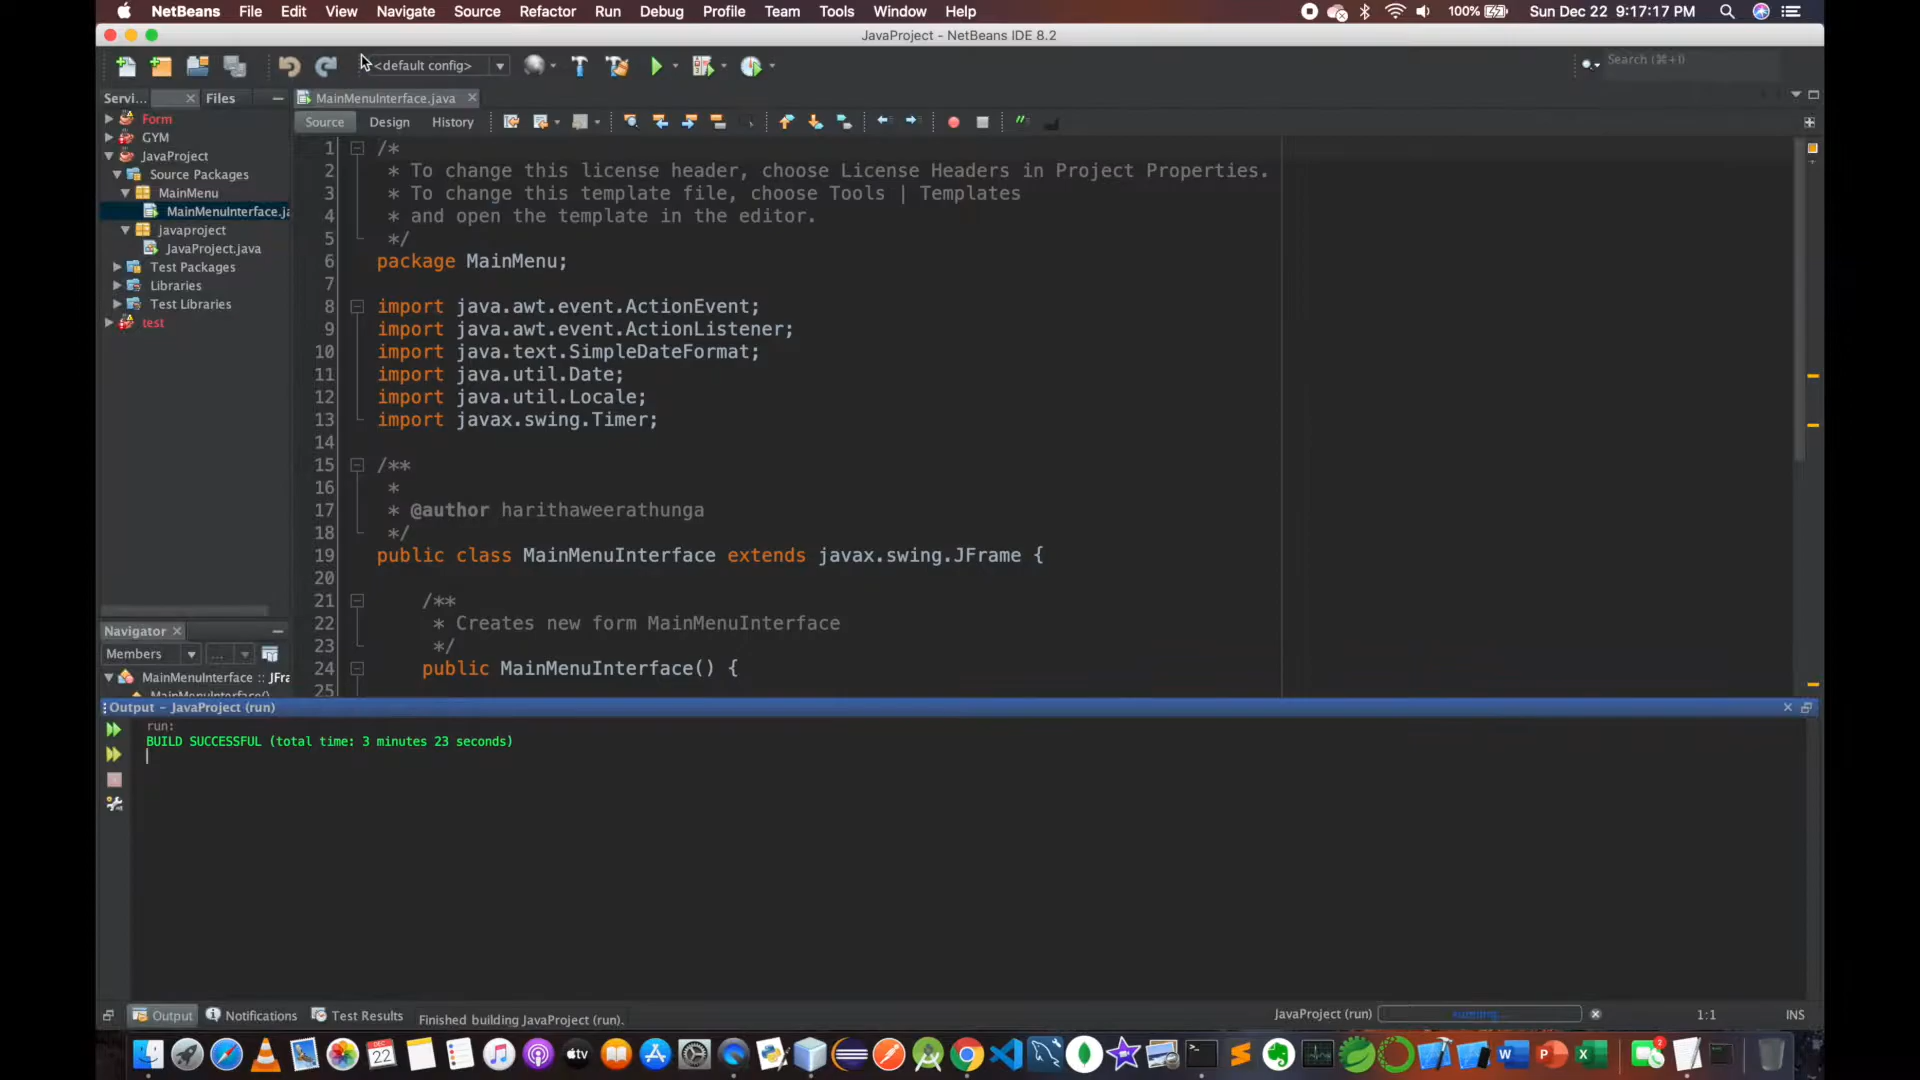 NetBeans File Edit View Navigate Source Refactor Run Debug Profile Team Tools Window Help 100% Sun Dec 22 9:17:17 PM
JavaProject - NetBeans IDE 8.2
<default config>
Search (⌘+I)
Servi... Files
MainMenuInterface.java
Source Design History
Form
GYM
JavaProject
Source Packages
MainMenu
MainMenuInterface.ja
javaproject
JavaProject.java
Test Packages
Libraries
Test Libraries
test
1 /*
2 * To change this license header, choose License Headers in Project Properties.
3 * To change this template file, choose Tools | Templates
4 * and open the template in the editor.
5 */
6 package MainMenu;
7
8 import java.awt.event.ActionEvent;
9 import java.awt.event.ActionListener;
10 import java.text.SimpleDateFormat;
11 import java.util.Date;
12 import java.util.Locale;
13 import javax.swing.Timer;
14
15 /**
16 *
17 * @author harithaweerathunga
18 */
19 public class MainMenuInterface extends javax.swing.JFrame {
20
21 /**
22 * Creates new form MainMenuInterface
23 */
24 public MainMenuInterface() {
25
Navigator
Members ...
MainMenuInterface :: JFra
MainMenuInterface()
Output - JavaProject (run)
run:
BUILD SUCCESSFUL (total time: 3 minutes 23 seconds)
Output Notifications Test Results Finished building JavaProject (run). JavaProject (run) running... 1:1 INS
DEC
22
tv
W P X
2